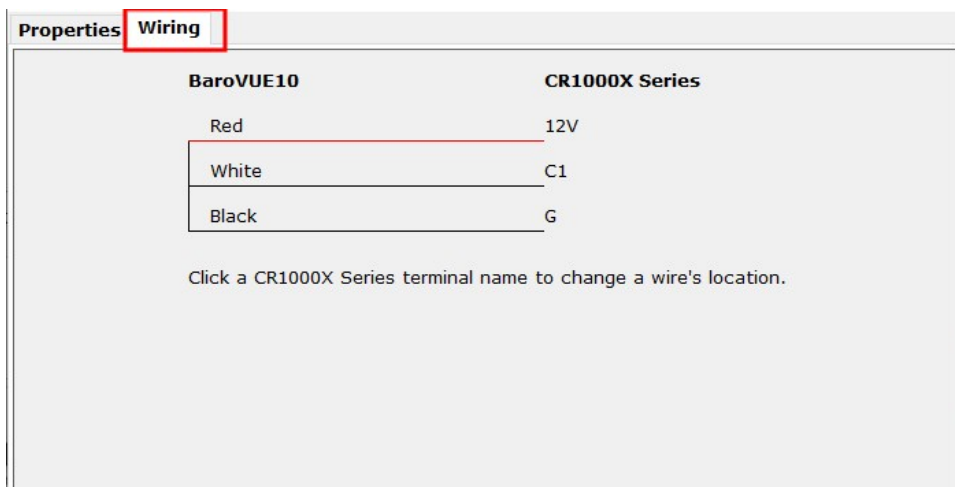 Properties Wiring
BaroVUE10 CR1000X Series
Red 12V
White C1
Black G
Click a CR1000X Series terminal name to change a wire's location.